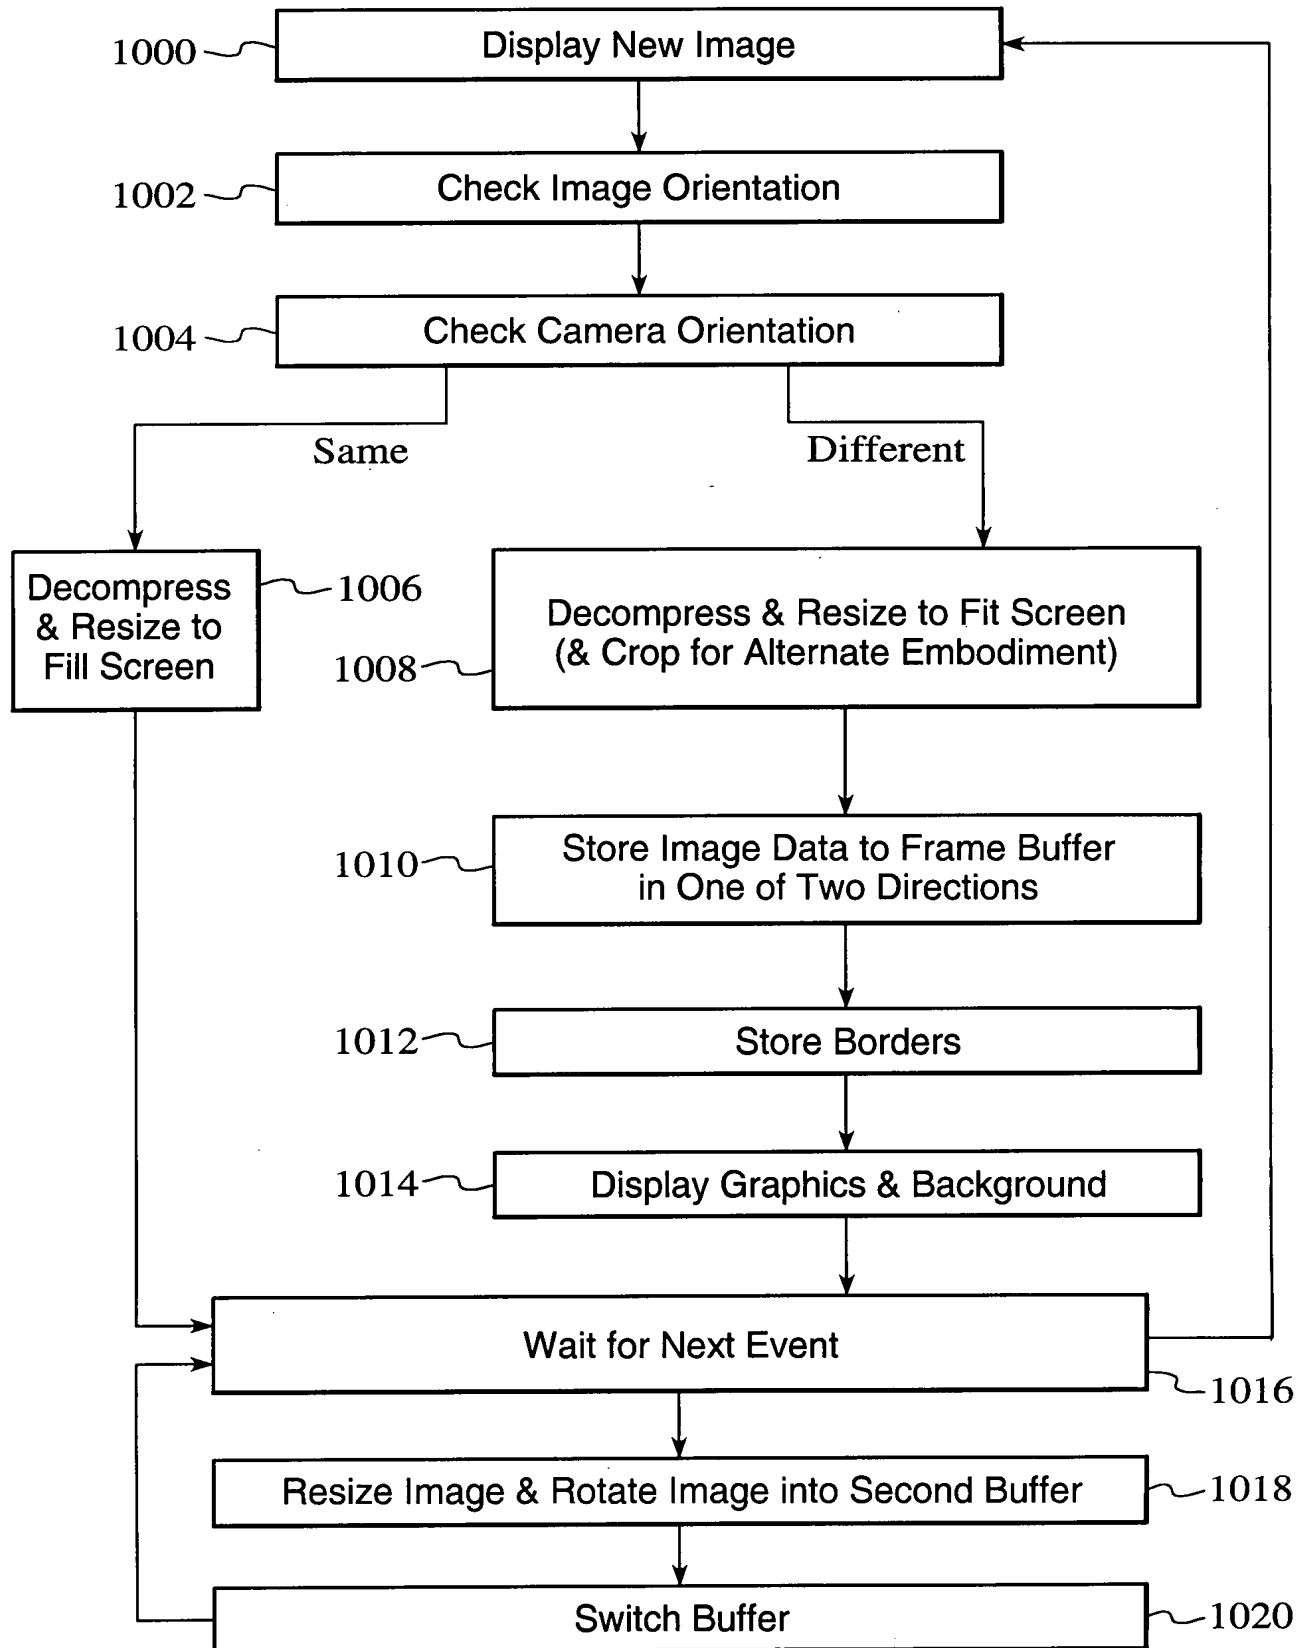 1000
Display New Image
1002
Check Image Orientation
1004
Check Camera Orientation
Same
Different
Decompress
& Resize to
Fill Screen
1006
Decompress & Resize to Fit Screen
(& Crop for Alternate Embodiment)
1008
Store Image Data to Frame Buffer
in One of Two Directions
1010
1012
Store Borders
1014
Display Graphics & Background
Wait for Next Event
1016
Resize Image & Rotate Image into Second Buffer
1018
Switch Buffer
1020